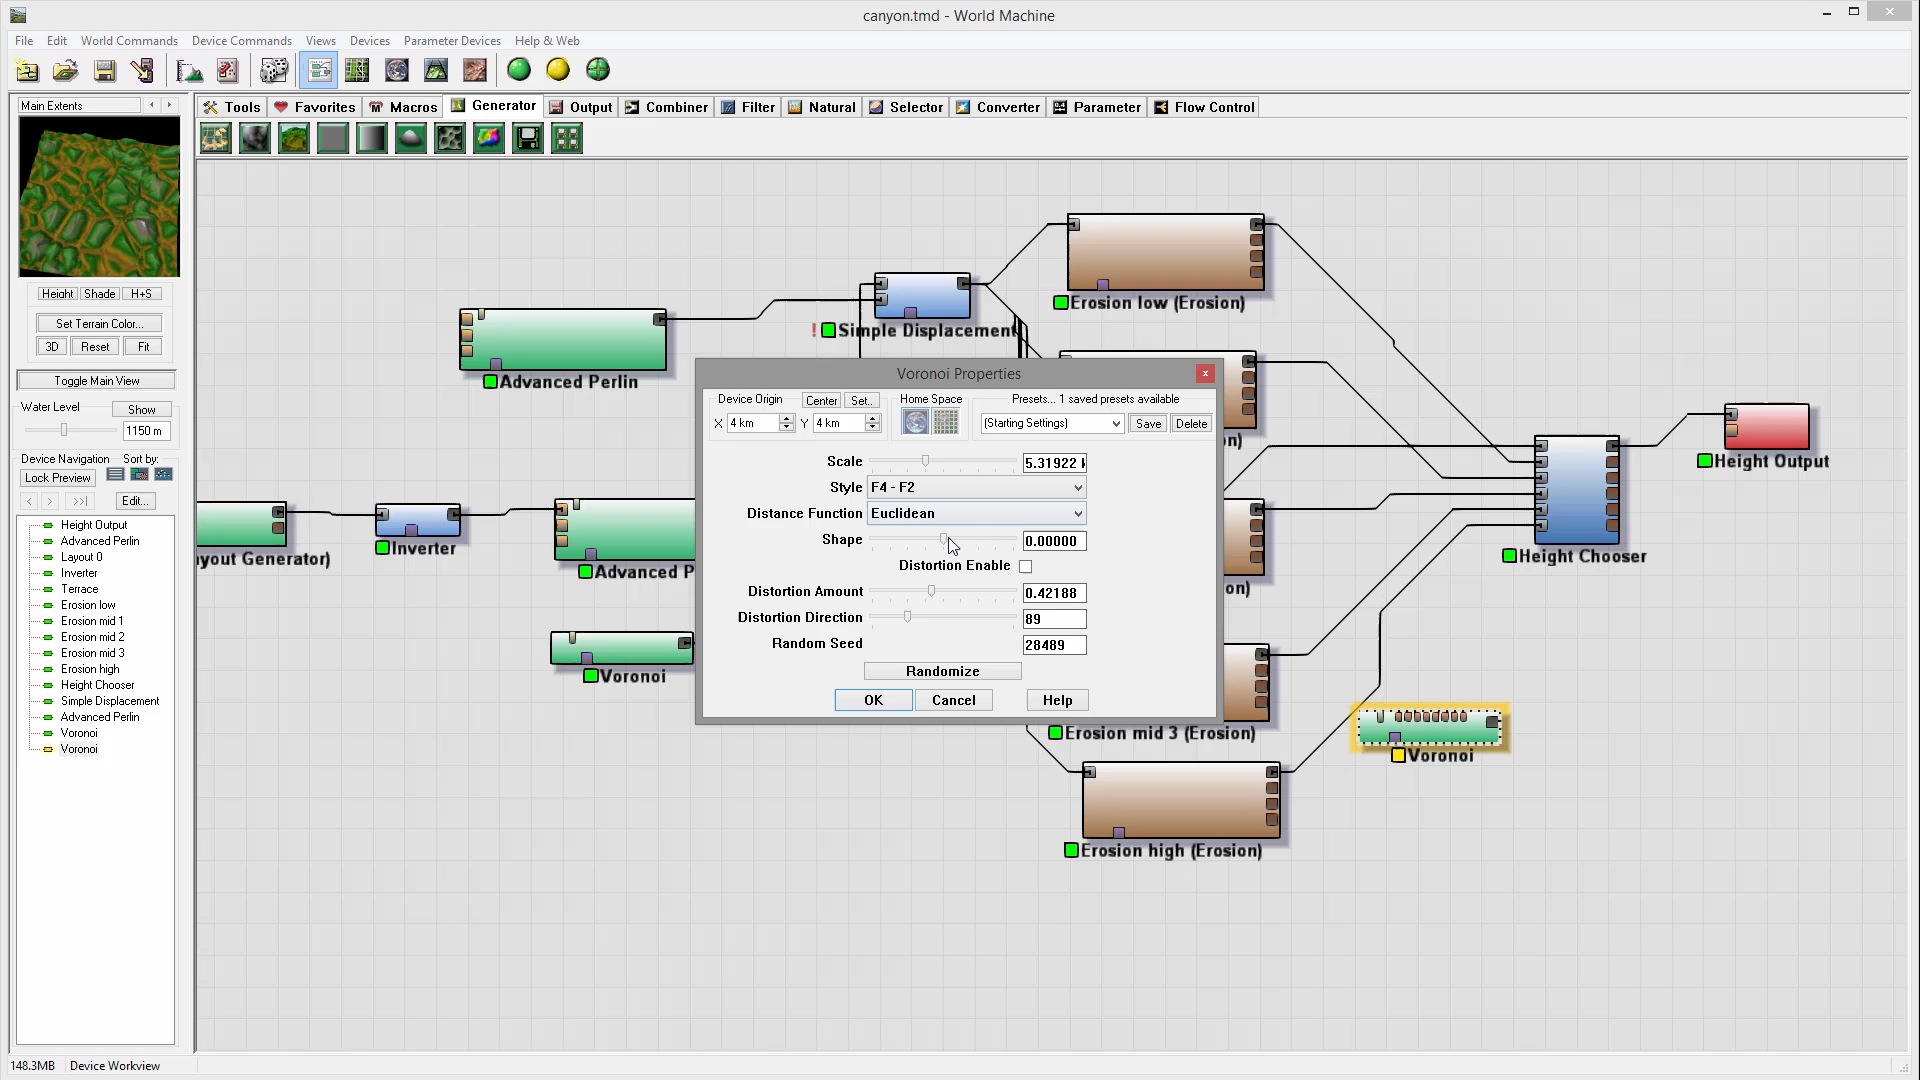 canyon.tmd - World Machine
File Edit World Commands Device Commands Views Devices Parameter Devices Help & Web
Main Extents
Tools Favorites Macros Generator Output Combiner Filter Natural Selector Converter Parameter Flow Control
Height Shade H+S
Set Terrain Color...
3D Reset Fit
Toggle Main View
Water Level Show
1150 m
Device Navigation Sort by:
Lock Preview
< > >>| Edit...
Height Output
Advanced Perlin
Layout 0
Inverter
Terrace
Erosion low
Erosion mid 1
Erosion mid 2
Erosion mid 3
Erosion high
Height Chooser
Simple Displacement
Advanced Perlin
Voronoi
Voronoi
Erosion low (Erosion)
! Simple Displacement
Advanced Perlin
Voronoi Properties
Device Origin Center Set.. Home Space Presets... 1 saved presets available
X 4 km Y 4 km (Starting Settings) Save Delete
Scale 5.31922 k
Style F4 - F2
Distance Function Euclidean
Shape 0.00000
Distortion Enable
Distortion Amount 0.42188
Distortion Direction 89
Random Seed 28489
Randomize
OK Cancel Help
n)
Height Output
yout Generator)
Inverter
Advanced P
on)
Height Chooser
Voronoi
Erosion mid 3 (Erosion)
Voronoi
Erosion high (Erosion)
148.3MB Device Workview